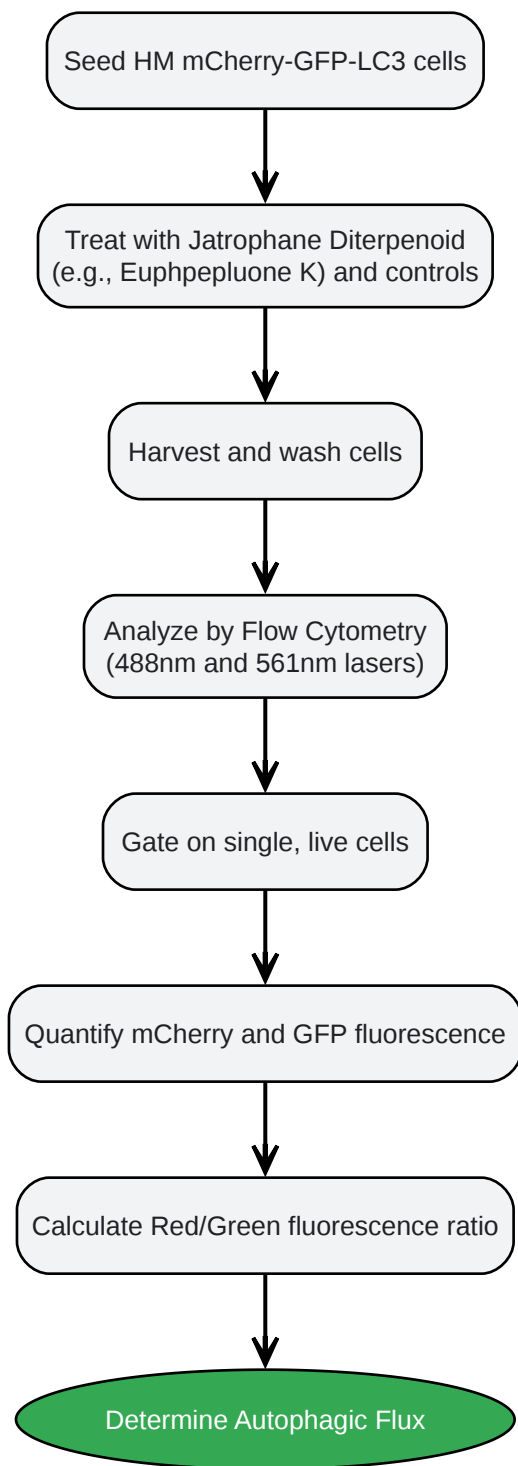 Seed HM mCherry-GFP-LC3 cells
Treat with Jatrophane Diterpenoid
(e.g., Euphpepluone K) and controls
Harvest and wash cells
Analyze by Flow Cytometry
(488nm and 561nm lasers)
Gate on single, live cells
Quantify mCherry and GFP fluorescence
Calculate Red/Green fluorescence ratio
Determine Autophagic Flux